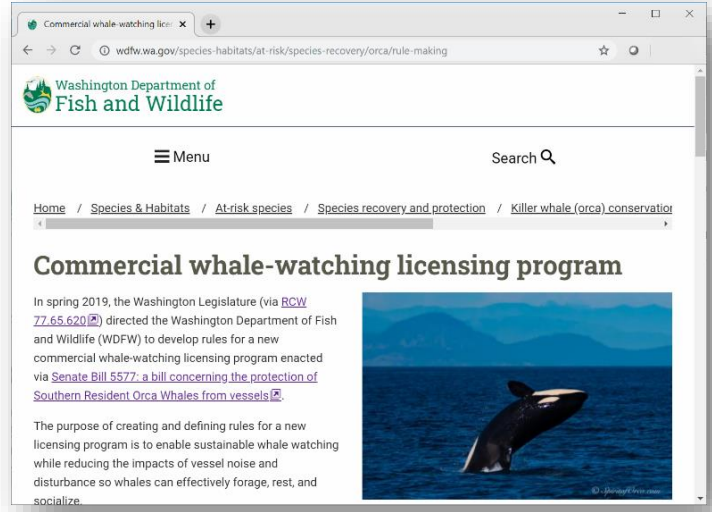 Commercial whale-watching licen
wdfw.wa.gov/species-habitats/at-risk/species-recovery/orca/rule-making
Washington Department of
Fish and Wildlife
Menu
Search
Home / Species & Habitats / At-risk species / Species recovery and protection / Killer whale (orca) conservation
Commercial whale-watching licensing program
In spring 2019, the Washington Legislature (via RCW
77.65.620) directed the Washington Department of Fish
and Wildlife (WDFW) to develop rules for a new
commercial whale-watching licensing program enacted
via Senate Bill 5577: a bill concerning the protection of
Southern Resident Orca Whales from vessels.
The purpose of creating and defining rules for a new
licensing program is to enable sustainable whale watching
while reducing the impacts of vessel noise and
disturbance so whales can effectively forage, rest, and
socialize.